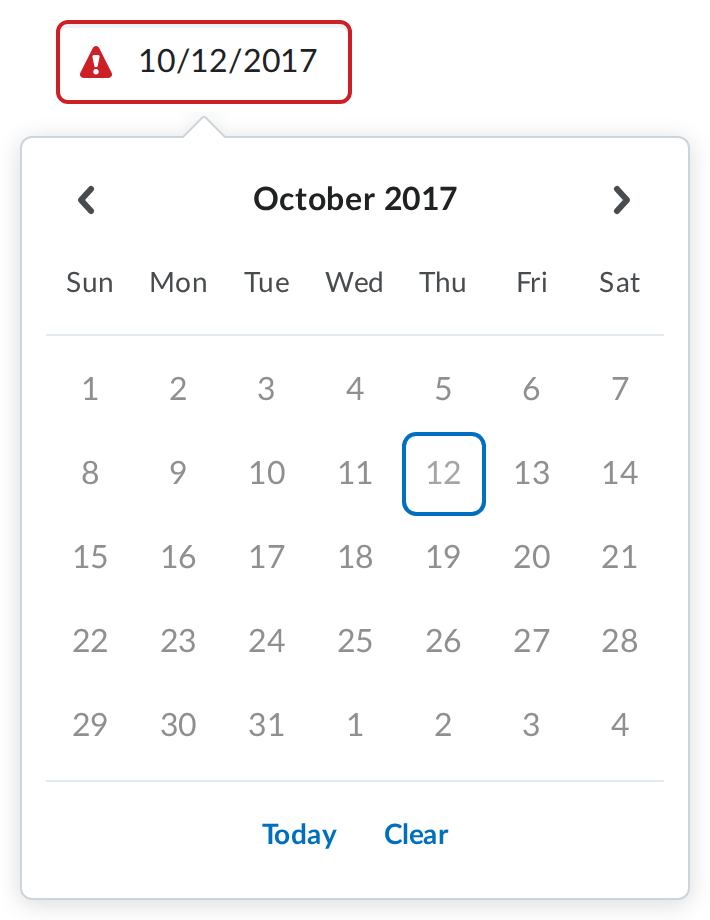 10/12/2017
October 2017
Sun Mon Tue Wed Thu Fri Sat
1 2 3 4 5 6 7
8 9 10 11 12 13 14
15 16 17 18 19 20 21
22 23 24 25 26 27 28
29 30 31 1 2 3 4
Today Clear